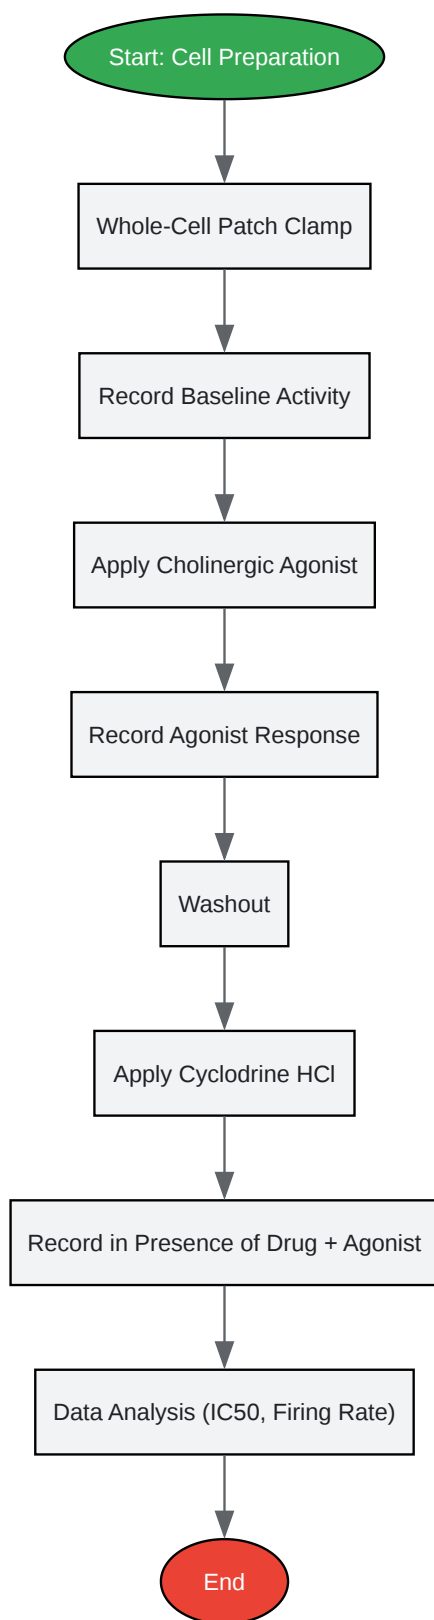 Start: Cell Preparation
Whole-Cell Patch Clamp
Record Baseline Activity
Apply Cholinergic Agonist
Record Agonist Response
Washout
Apply Cyclodrine HCl
Record in Presence of Drug + Agonist
Data Analysis (IC50, Firing Rate)
End